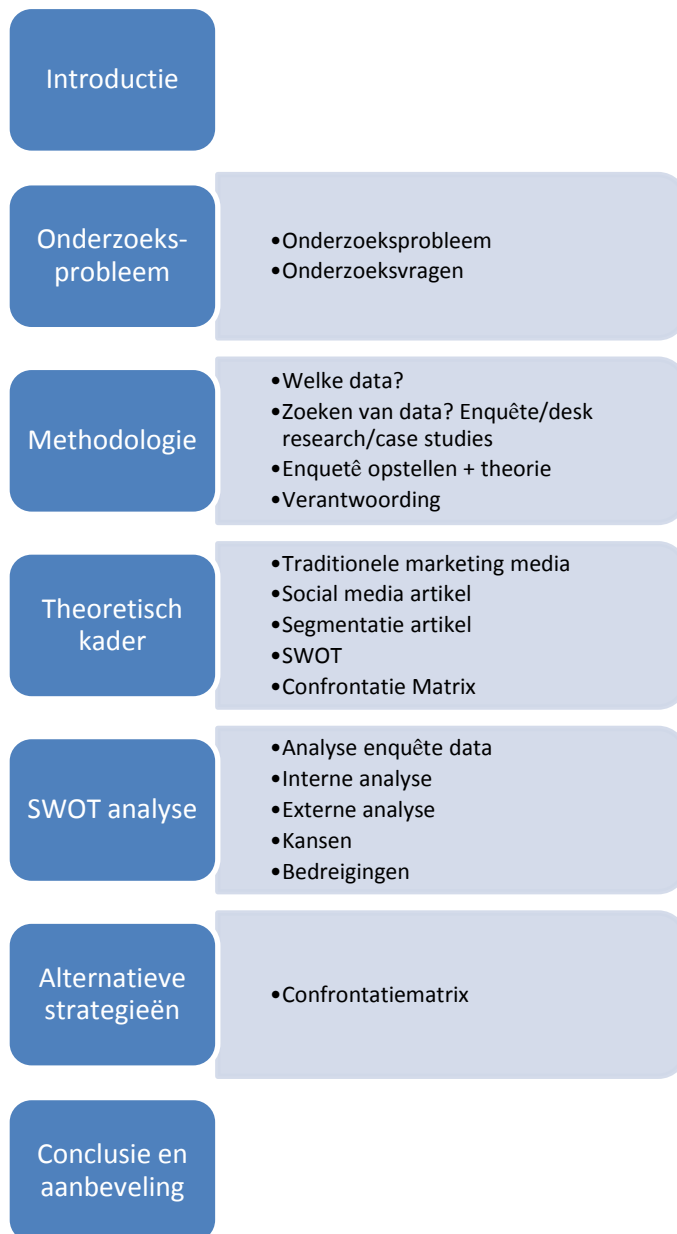 Introductie
Onderzoeks-
probleem
•Onderzoeksprobleem
•Onderzoeksvragen
Methodologie
•Welke data?
•Zoeken van data? Enquête/desk
research/case studies
•Enquetê opstellen + theorie
•Verantwoording
Theoretisch
kader
•Traditionele marketing media
•Social media artikel
•Segmentatie artikel
•SWOT
•Confrontatie Matrix
SWOT analyse
•Analyse enquête data
•Interne analyse
•Externe analyse
•Kansen
•Bedreigingen
Alternatieve
strategieën
•Confrontatiematrix
Conclusie en
aanbeveling